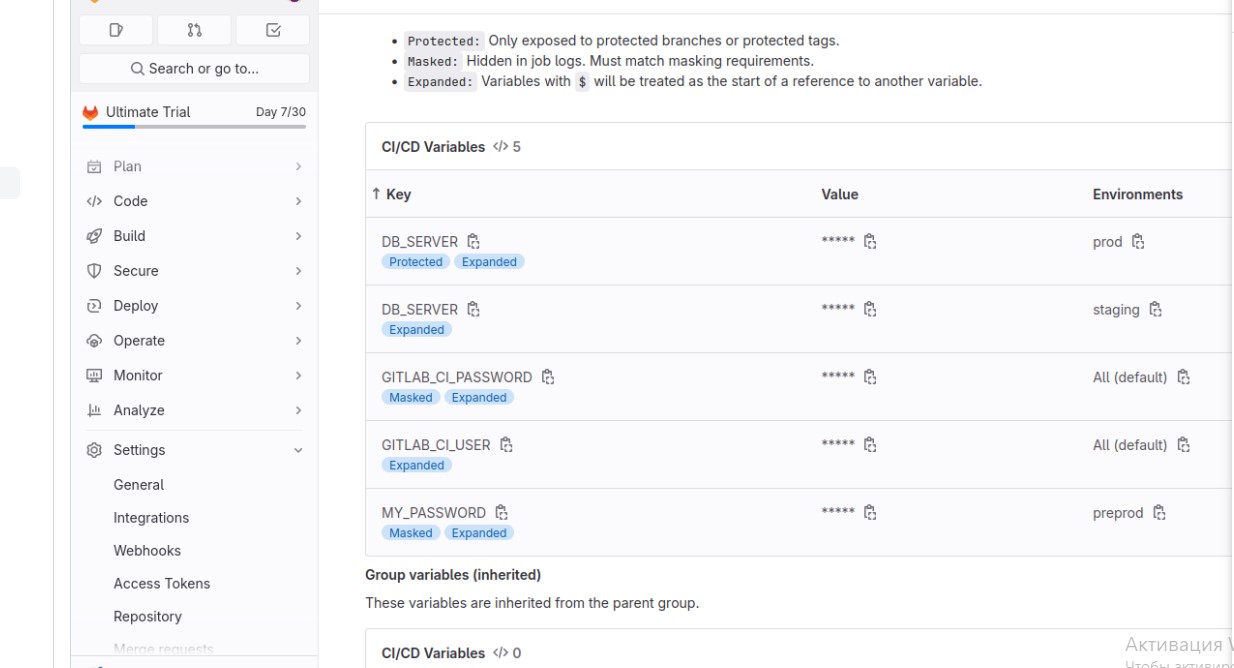 Search or go to...
Ultimate Trial Day 7/30
Plan
Code
Build
Secure
Deploy
Operate
Monitor
Analyze
Settings
General
Integrations
Webhooks
Access Tokens
Repository
Merge requests
Protected: Only exposed to protected branches or protected tags.
Masked: Hidden in job logs. Must match masking requirements.
Expanded: Variables with $ will be treated as the start of a reference to another variable.
CI/CD Variables </> 5
↑ Key Value Environments
DB_SERVER ***** prod
Protected Expanded
DB_SERVER ***** staging
Expanded
GITLAB_CI_PASSWORD ***** All (default)
Masked Expanded
GITLAB_CI_USER ***** All (default)
Expanded
MY_PASSWORD ***** preprod
Masked Expanded
Group variables (inherited)
These variables are inherited from the parent group.
CI/CD Variables </> 0
Активация
Чтобы